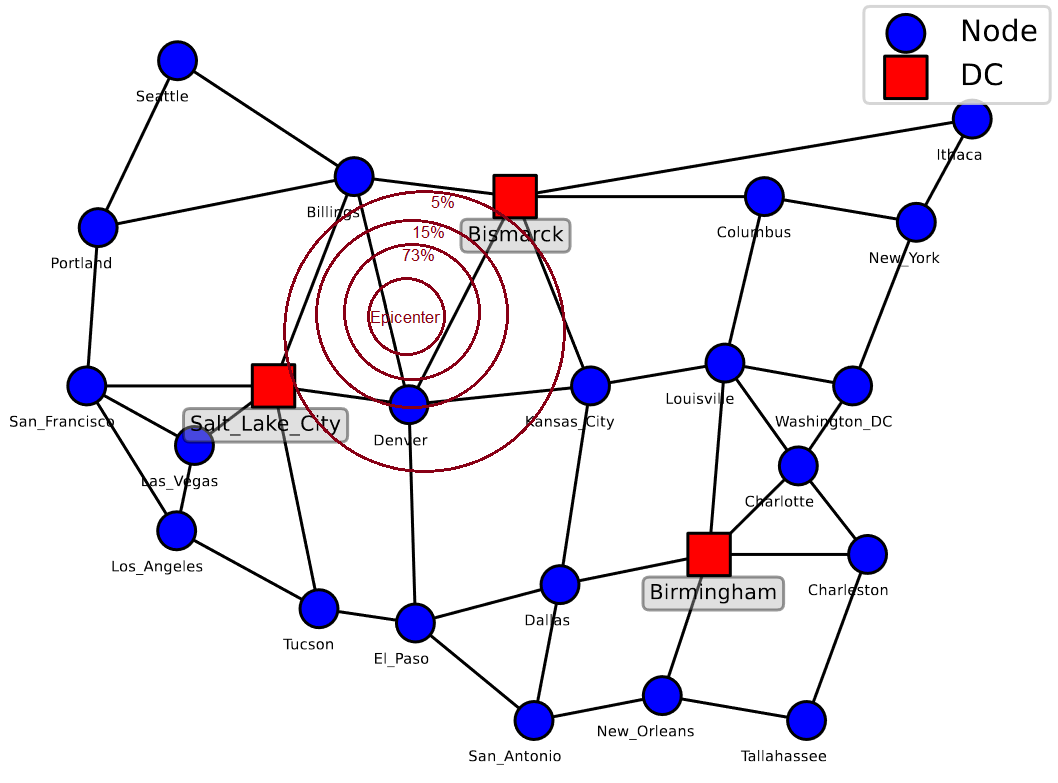 Node
DC
Seattle
Ithaca
Billings
5%
Bismarck
15%
Columbus
73%
New_York
Portland
Epicenter
Louisville
San_Francisco
Salt_Lake_City
Denver
Kansas_City
Washington_DC
Las_Vegas
Charlotte
Los_Angeles
Birmingham
Charleston
Dallas
Tucson
El_Paso
New_Orleans
San_Antonio
Tallahassee